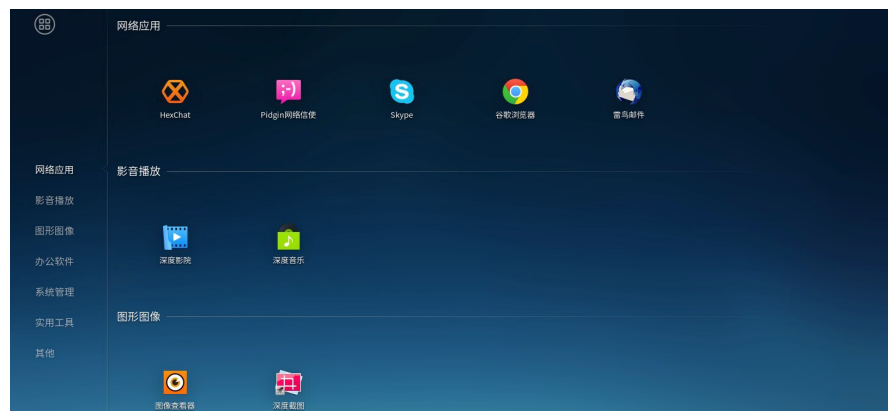 网络应用
HexChat
Pidgin网络信使
Skype
谷歌浏览器
雷鸟邮件
网络应用
影音播放
图形图像
办公软件
系统管理
实用工具
其他
影音播放
深度影院
深度音乐
图形图像
图像查看器
深度截图